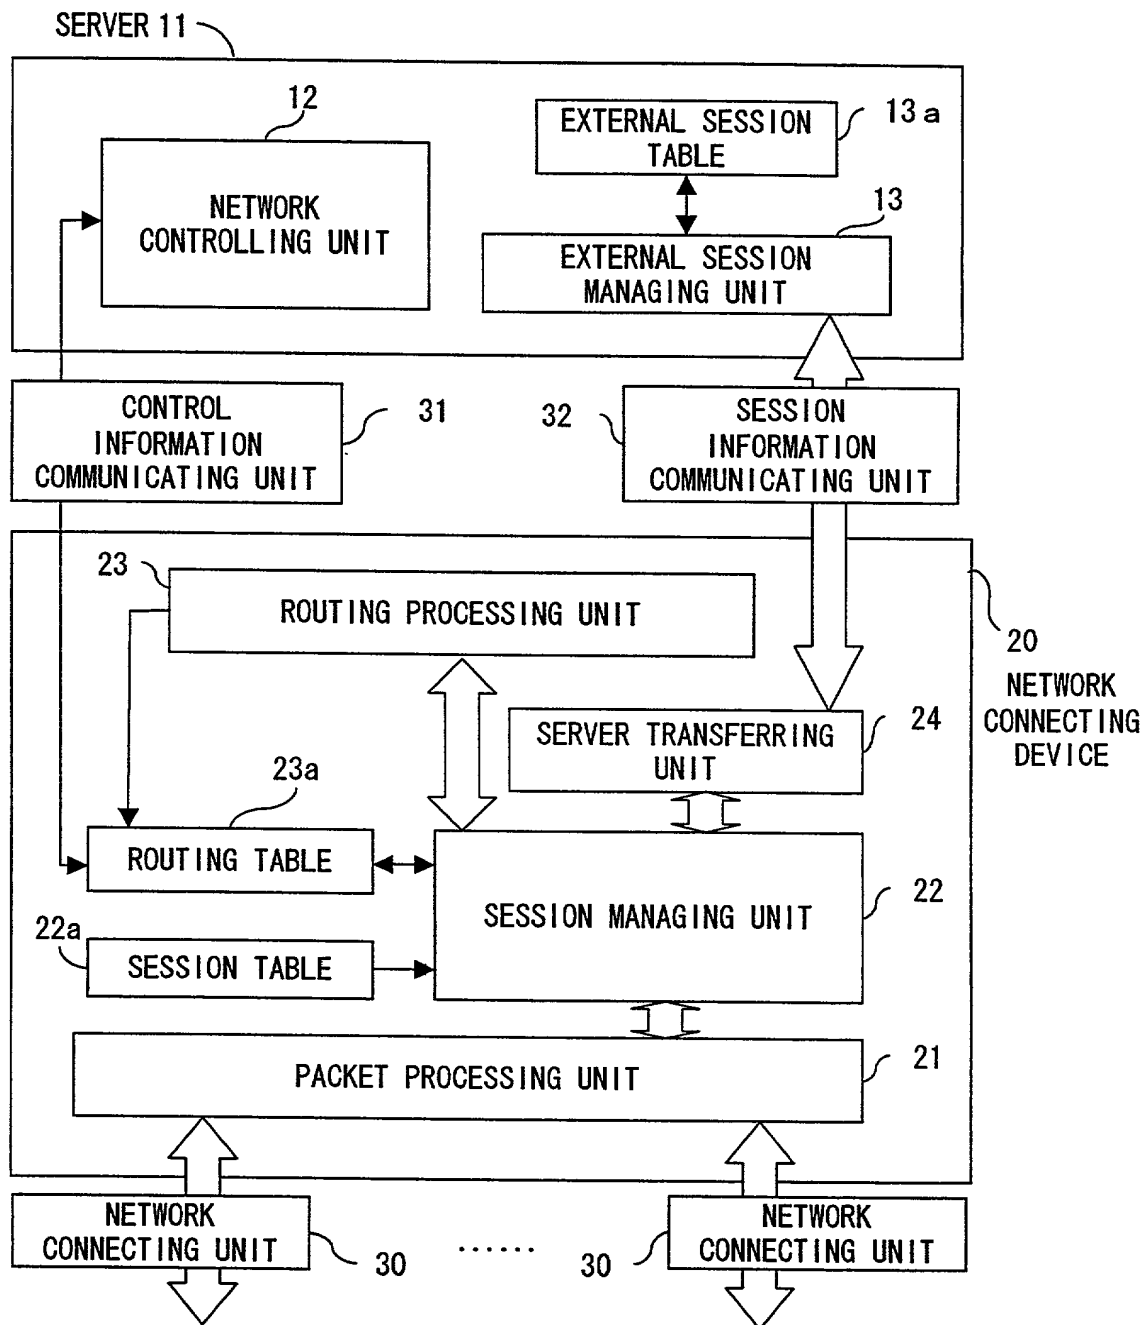 SERVER 11
12
NETWORK
CONTROLLING UNIT
EXTERNAL SESSION
TABLE
13a
13
EXTERNAL SESSION
MANAGING UNIT
CONTROL
INFORMATION
COMMUNICATING UNIT
31
32
SESSION
INFORMATION
COMMUNICATING UNIT
23
ROUTING PROCESSING UNIT
20
NETWORK
CONNECTING
DEVICE
SERVER TRANSFERRING
UNIT
24
23a
ROUTING TABLE
SESSION MANAGING UNIT
22
22a
SESSION TABLE
PACKET PROCESSING UNIT
21
NETWORK
CONNECTING UNIT
30
......
30
NETWORK
CONNECTING UNIT